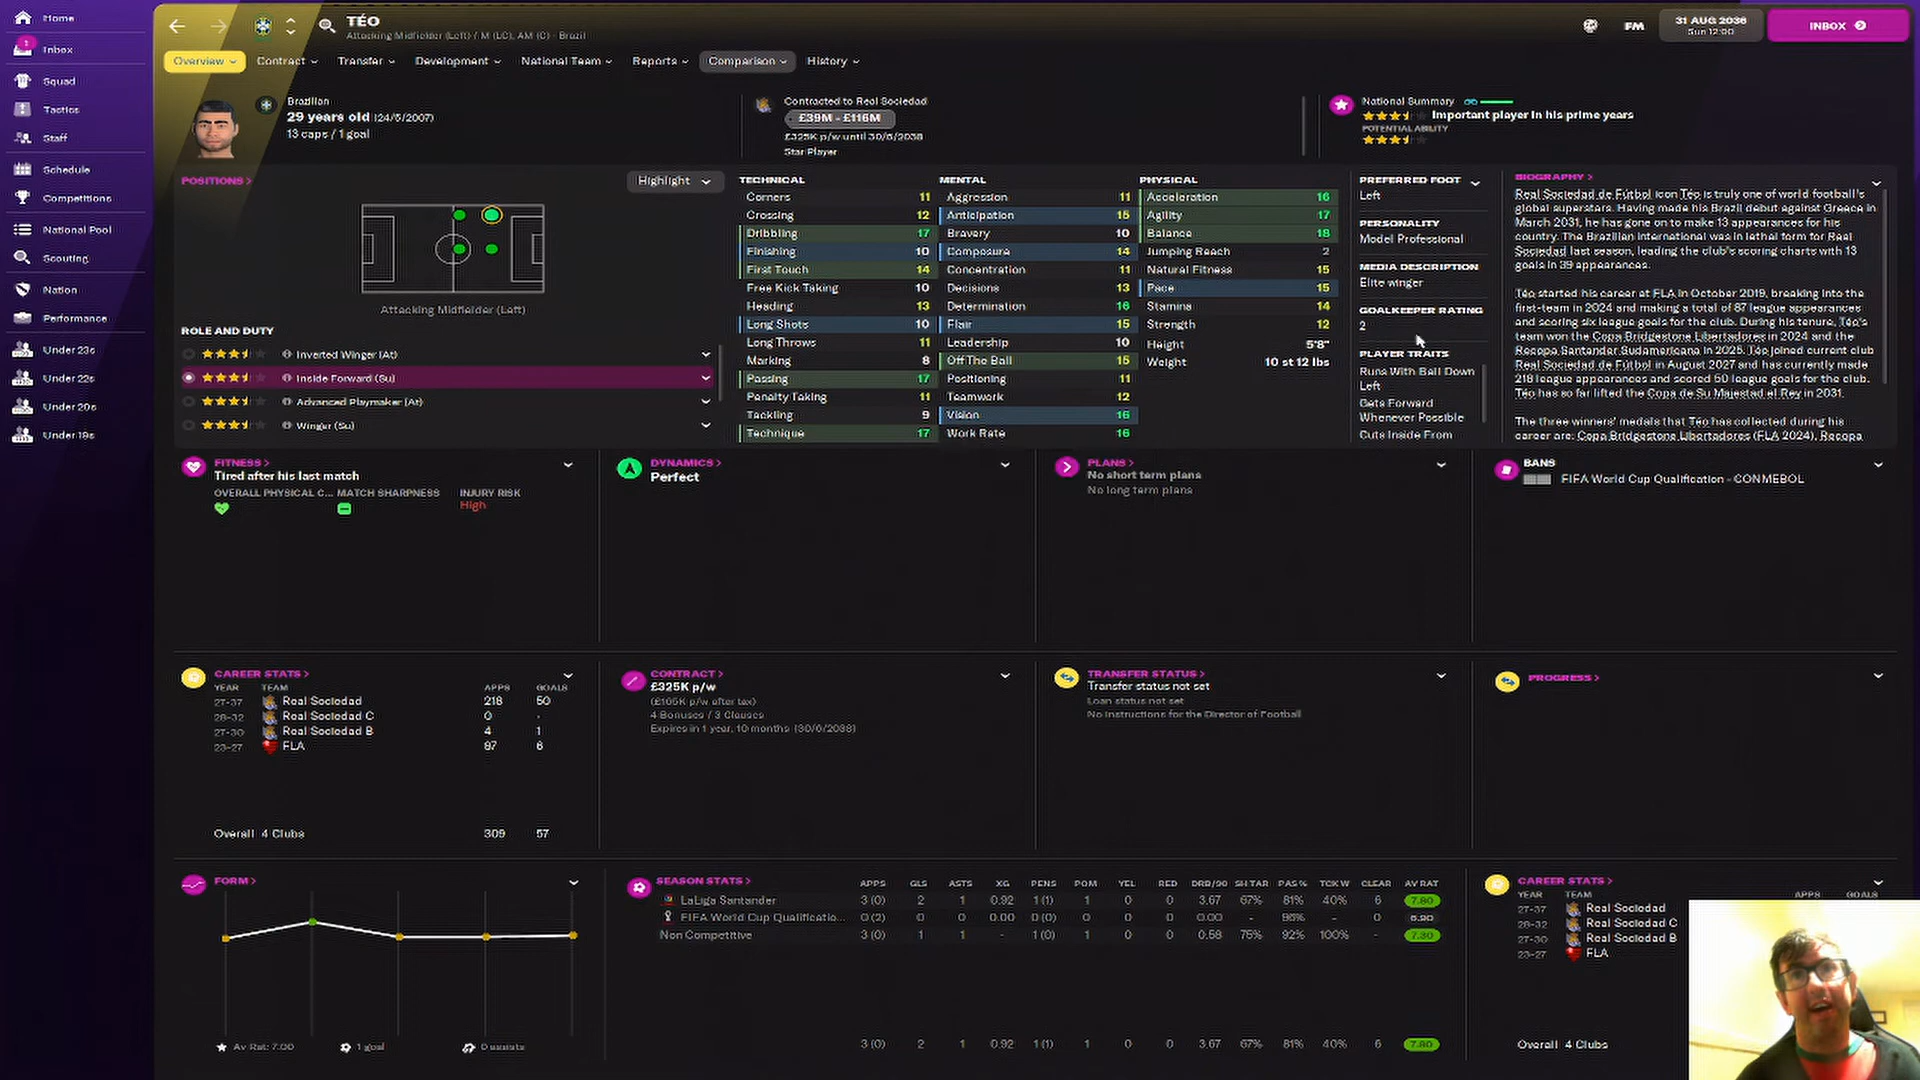 Home
Inbox
Squad
Tactics
Staff
Schedule
Competitions
National Pool
Scouting
Nation
Performance
Under 23s
Under 22s
Under 20s
Under 19s
TÉO
Attacking Midfielder (Left) / M (LC), AM (C) - Brazil
FM
31 AUG 2036
Sun 12:00
INBOX
Overview
Contract
Transfer
Development
National Team
Reports
Comparison
History
Brazilian
29 years old (24/5/2007)
13 caps / 1 goal
Contracted to Real Sociedad
£39M - £116M
£325K p/w until 30/6/2038
Star Player
National Summary
Important player in his prime years
POTENTIAL ABILITY
POSITIONS >
Highlight
Attacking Midfielder (Left)
ROLE AND DUTY
Inverted Winger (At)
Inside Forward (Su)
Advanced Playmaker (At)
Winger (Su)
TECHNICAL
Corners 11
Crossing 12
Dribbling 17
Finishing 10
First Touch 14
Free Kick Taking 10
Heading 13
Long Shots 10
Long Throws 11
Marking 8
Passing 17
Penalty Taking 11
Tackling 9
Technique 17
MENTAL
Aggression 11
Anticipation 15
Bravery 10
Composure 14
Concentration 11
Decisions 13
Determination 16
Flair 15
Leadership 10
Off The Ball 15
Positioning 11
Teamwork 12
Vision 16
Work Rate 16
PHYSICAL
Acceleration 16
Agility 17
Balance 18
Jumping Reach 2
Natural Fitness 15
Pace 15
Stamina 14
Strength 12
Height 5'8"
Weight 10 st 12 lbs
PREFERRED FOOT
Left
PERSONALITY
Model Professional
MEDIA DESCRIPTION
Elite winger
GOALKEEPER RATING
2
PLAYER TRAITS
Runs With Ball Down
Left
Gets Forward
Whenever Possible
Cuts Inside From
BIOGRAPHY >
Real Sociedad de Fútbol icon Téo is truly one of world football's
global superstars. Having made his Brazil debut against Greece in
March 2031, he has gone on to make 13 appearances for his
country. The Brazilian international was in lethal form for Real
Sociedad last season, leading the club's scoring charts with 13
goals in 39 appearances.
Téo started his career at FLA in October 2019, breaking into the
first-team in 2024 and making a total of 87 league appearances
and scoring six league goals for the club. During his tenure, Téo's
team won the Copa Bridgestone Libertadores in 2024 and the
Recopa Santander Sudamericana in 2025. Téo joined current club
Real Sociedad de Fútbol in August 2027 and has currently made
218 league appearances and scored 50 league goals for the club.
Téo has so far lifted the Copa de Su Majestad el Rey in 2031.
The three winners' medals that Téo has collected during his
career are: Copa Bridgestone Libertadores (FLA 2024), Recopa
FITNESS >
Tired after his last match
OVERALL PHYSICAL C... MATCH SHARPNESS INJURY RISK
High
DYNAMICS >
Perfect
PLANS >
No short term plans
No long term plans
BANS
FIFA World Cup Qualification - CONMEBOL
CAREER STATS >
YEAR TEAM APPS GOALS
27-37 Real Sociedad 218 50
28-32 Real Sociedad C 0 -
27-30 Real Sociedad B 4 1
23-27 FLA 87 6
Overall 4 Clubs 309 57
CONTRACT >
£325K p/w
(£105K p/w after tax)
4 Bonuses / 3 Clauses
Expires in 1 year, 10 months (30/6/2038)
TRANSFER STATUS >
Transfer status not set
Loan status not set
No instructions for the Director of Football
PROGRESS >
FORM >
Av Rat: 7.00 1 goal 0 assists
SEASON STATS > APPS GLS ASTS XG PENS POM YEL RED DRB/90 SH TAR PAS% TCK W CLEAR AV RAT
LaLiga Santander 3 (0) 2 1 0.92 1(1) 1 0 0 3.67 67% 81% 40% 6 7.80
FIFA World Cup Qualificatio... 0 (2) 0 0 0.00 0(0) 0 0 0 0.00 - 96% - 0 6.90
Non Competitive 3 (0) 1 1 - 1(0) 1 0 0 0.58 75% 92% 100% - 7.30
3 (0) 2 1 0.92 1(1) 1 0 0 3.67 67% 81% 40% 6 7.80
CAREER STATS >
YEAR TEAM APPS GOALS
27-37 Real Sociedad
28-32 Real Sociedad C
27-30 Real Sociedad B
23-27 FLA
Overall 4 Clubs